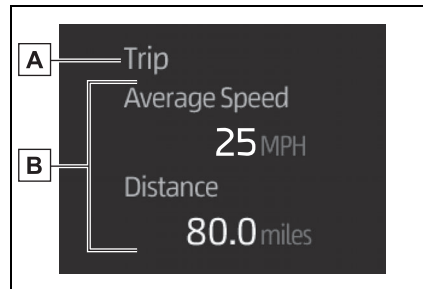 A
Trip
Average Speed
25 MPH
B
Distance
80.0 miles